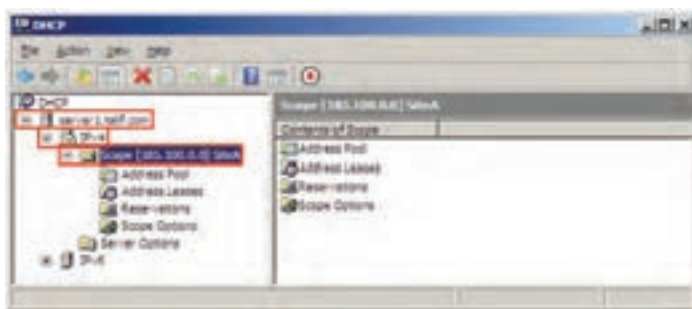 DHCP
File Action View Help
DHCP
IPv4
Address Pool
Address Leases
Reservations
Scope Options
Server Options
IPv6
Contents of Scope
Address Pool
Address Leases
Reservations
Scope Options